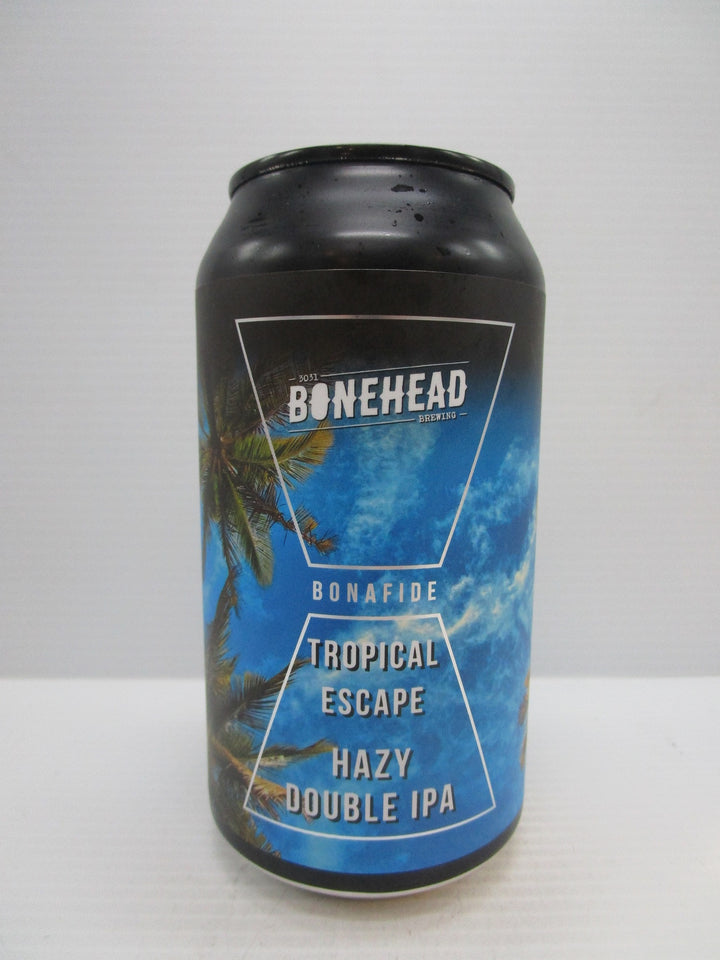 3031
BONEHEAD
BREWING
BONAFIDE
TROPICAL
ESCAPE
HAZY
DOUBLE IPA